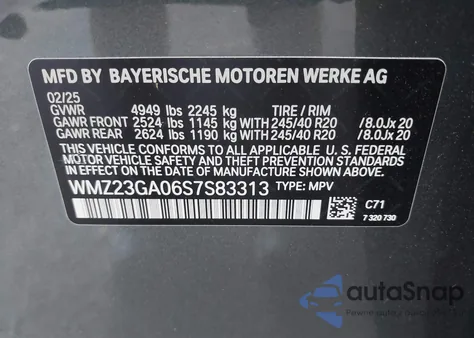 MFD BY BAYERISCHE MOTOREN WERKE AG
02/25
GVWR 4949 lbs 2245 kg TIRE / RIM
GAWR FRONT 2524 lbs 1145 kg WITH 245/40 R20 /8.0Jx 20
GAWR REAR 2624 lbs 1190 kg WITH 245/40 R20 /8.0Jx 20
THIS VEHICLE CONFORMS TO ALL APPLICABLE U.S. FEDERAL
MOTOR VEHICLE SAFETY, BUMPER, AND THEFT PREVENTION
STANDARDS IN EFFECT ON THE DATE OF MANUFACTURE SHOWN ABOVE.
WMZ23GA06S7S83313 TYPE: MPV
C71
7 320 730
autoSnap